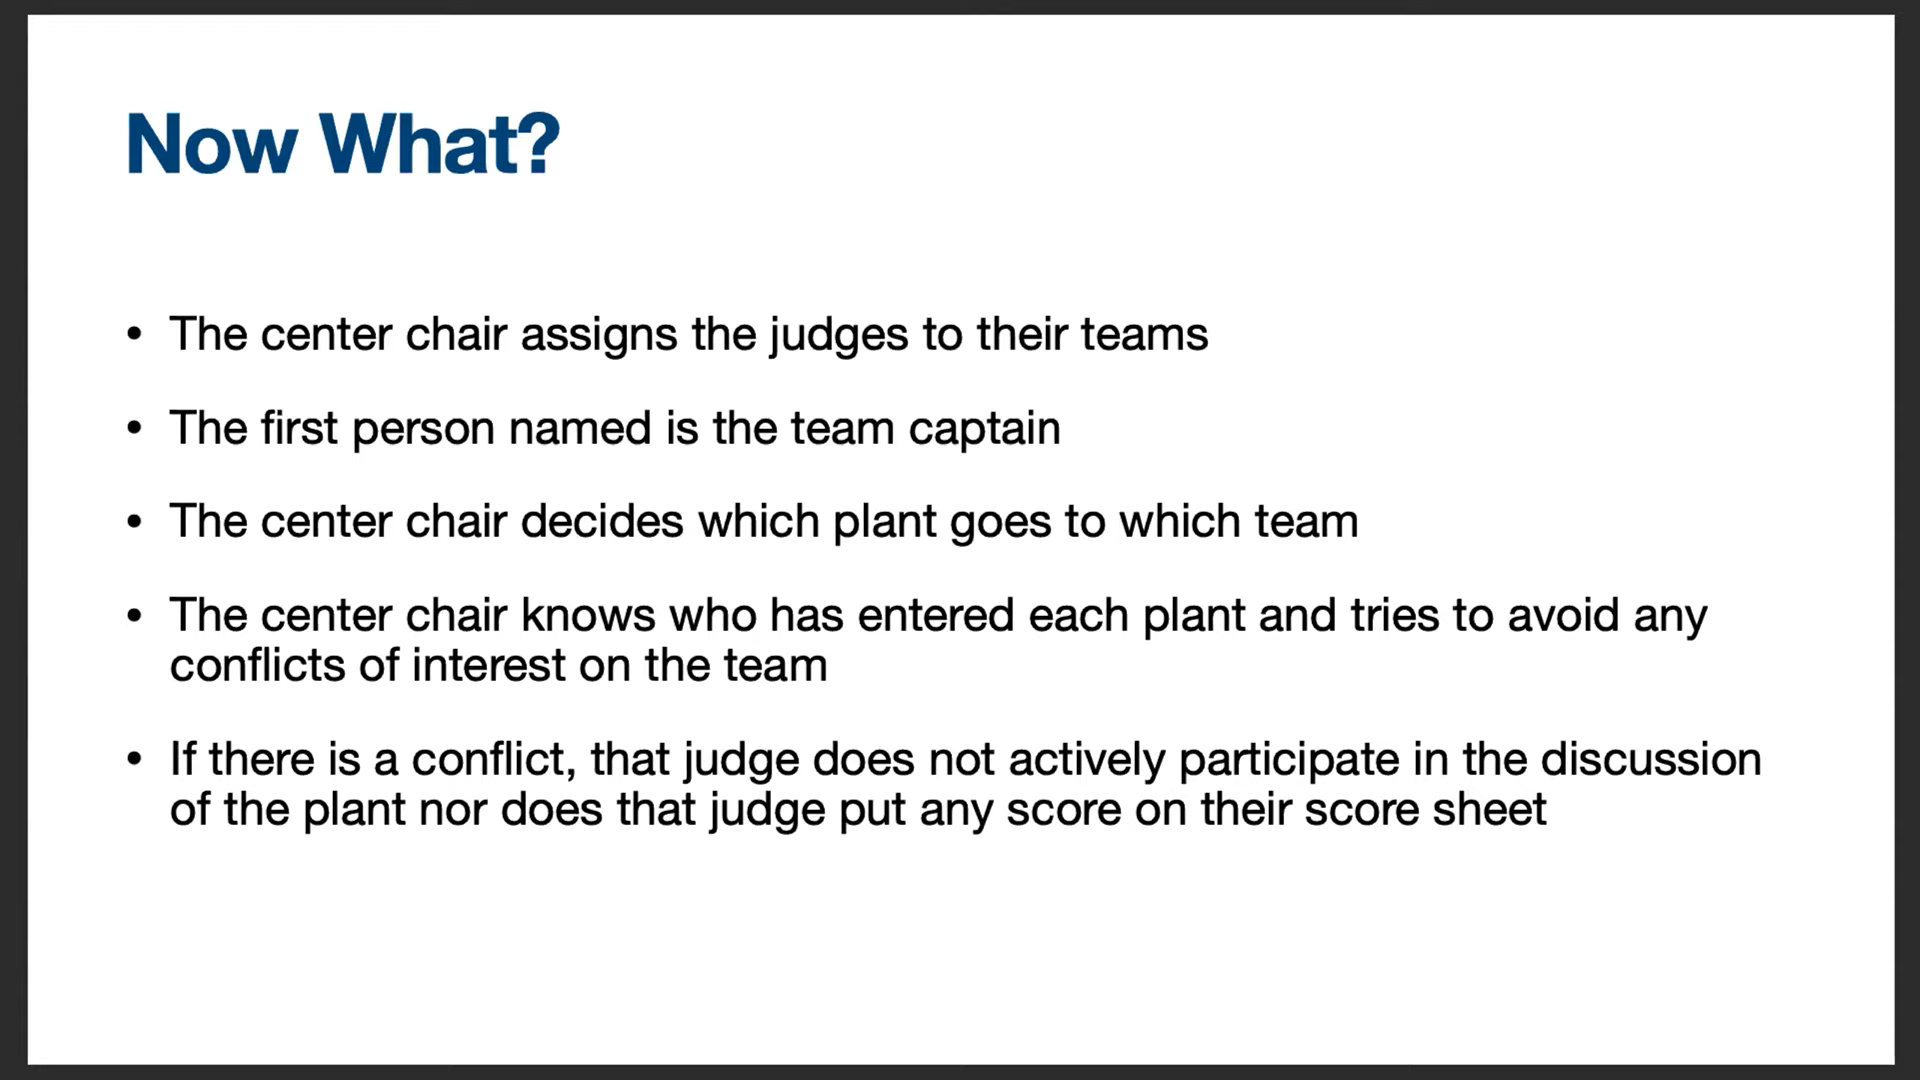 Now What?
• The center chair assigns the judges to their teams
• The first person named is the team captain
• The center chair decides which plant goes to which team
• The center chair knows who has entered each plant and tries to avoid any
conflicts of interest on the team
• If there is a conflict, that judge does not actively participate in the discussion
of the plant nor does that judge put any score on their score sheet